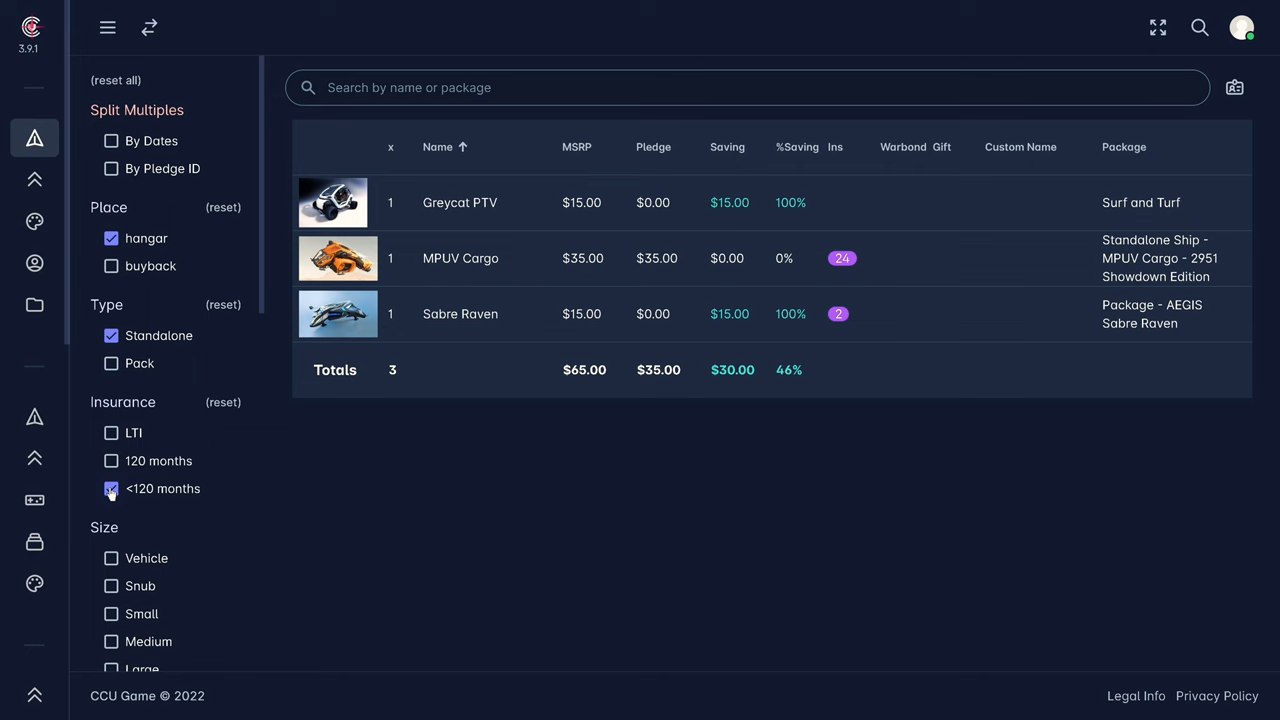 3.9.1
(reset all)
Split Multiples
By Dates
By Pledge ID
Place (reset)
hangar
buyback
Type (reset)
Standalone
Pack
Insurance (reset)
LTI
120 months
<120 months
Size
Vehicle
Snub
Small
Medium
Large
Search by name or package
x Name MSRP Pledge Saving %Saving Ins Warbond Gift Custom Name Package
1 Greycat PTV $15.00 $0.00 $15.00 100% Surf and Turf
1 MPUV Cargo $35.00 $35.00 $0.00 0% 24 Standalone Ship -
MPUV Cargo - 2951
Showdown Edition
1 Sabre Raven $15.00 $0.00 $15.00 100% 2 Package - AEGIS
Sabre Raven
Totals 3 $65.00 $35.00 $30.00 46%
CCU Game © 2022
Legal Info Privacy Policy